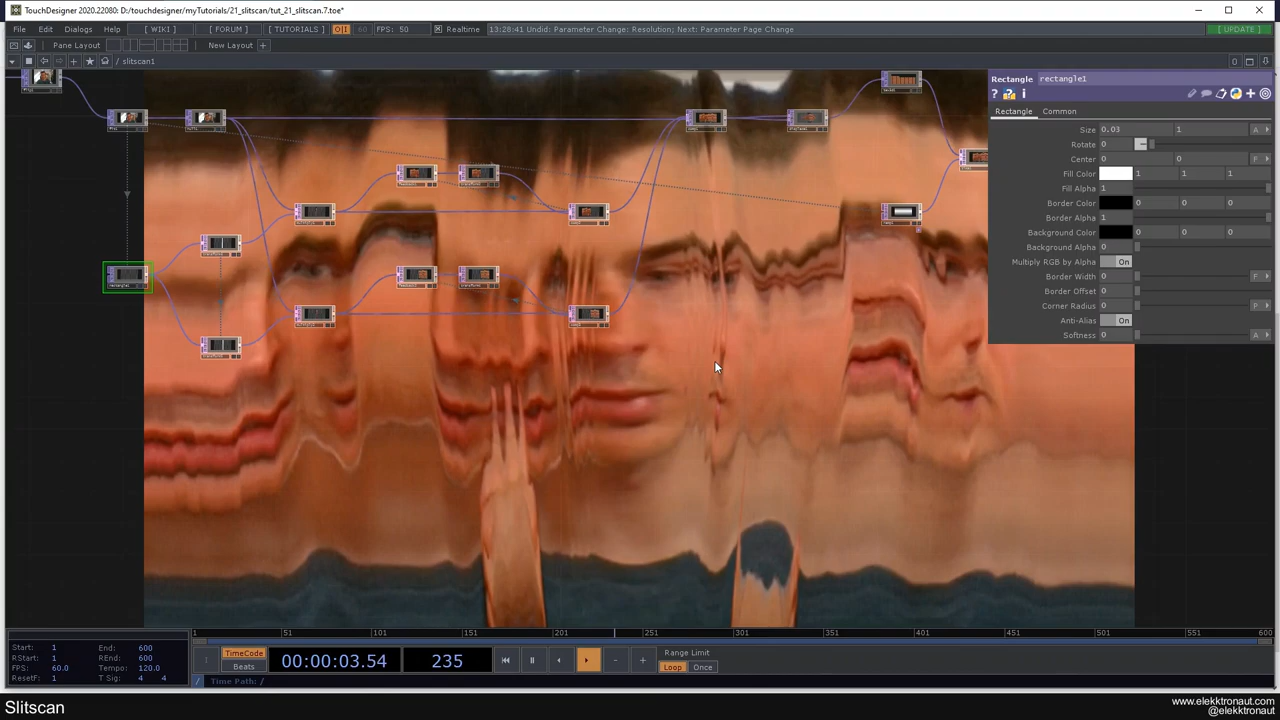 TouchDesigner 2020.22080: D:/touchdesigner/myTutorials/21_slitscan/tut_21_slitscan.7.toe*
File Edit Dialogs Help [ WIKI ] [ FORUM ] [ TUTORIALS ] O|I 60 FPS: 50 Realtime 13:26:41 Undid: Parameter Change: Resolution; Next: Parameter Page Change [ UPDATE ]
Pane Layout New Layout +
/ slitscan1 0
Rectangle rectangle1
? i
Rectangle Common
Size 0.03 1 A
Rotate 0
Center 0 0 F
Fill Color 1 1 1
Fill Alpha 1
Border Color 0 0 0
Border Alpha 1
Background Color 0 0 0
Background Alpha 0
Multiply RGB by Alpha On
Border Width 0 F
Border Offset 0
Corner Radius 0 P
Anti-Alias On
Softness 0 A
rectangle1
1 51 101 151 201 251 301 351 401 451 501 551 600
Start: 1 End: 600
RStart: 1 REnd: 600
FPS: 60.0 Tempo: 120.0
ResetF: 1 T Sig: 4 4
TimeCode
Beats
00:00:03.54 235
Range Limit
Loop Once
/ Time Path: /
Slitscan
www.elekktronaut.com
@elekktronaut